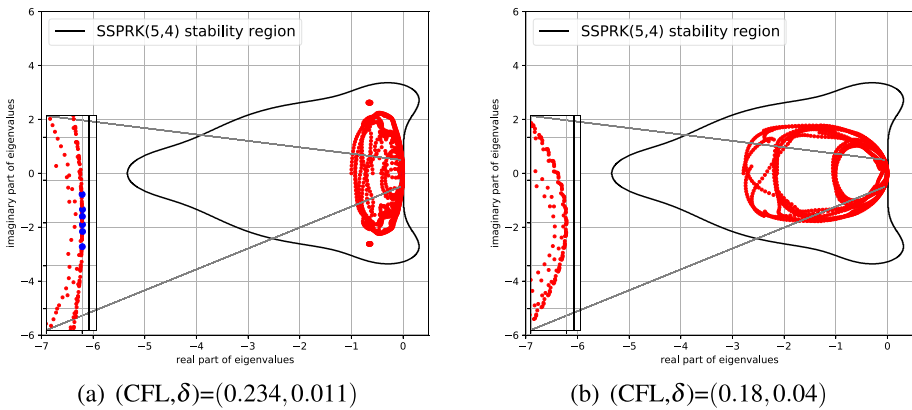 SSPRK(5,4) stability region
6
4
2
0
−2
−4
−6
imaginary part of eigenvalues
−7 −6 −5 −4 −3 −2 −1 0
real part of eigenvalues
(a) (CFL,δ)=(0.234,0.011)
SSPRK(5,4) stability region
6
4
2
0
−2
−4
−6
imaginary part of eigenvalues
−7 −6 −5 −4 −3 −2 −1 0
real part of eigenvalues
(b) (CFL,δ)=(0.18,0.04)